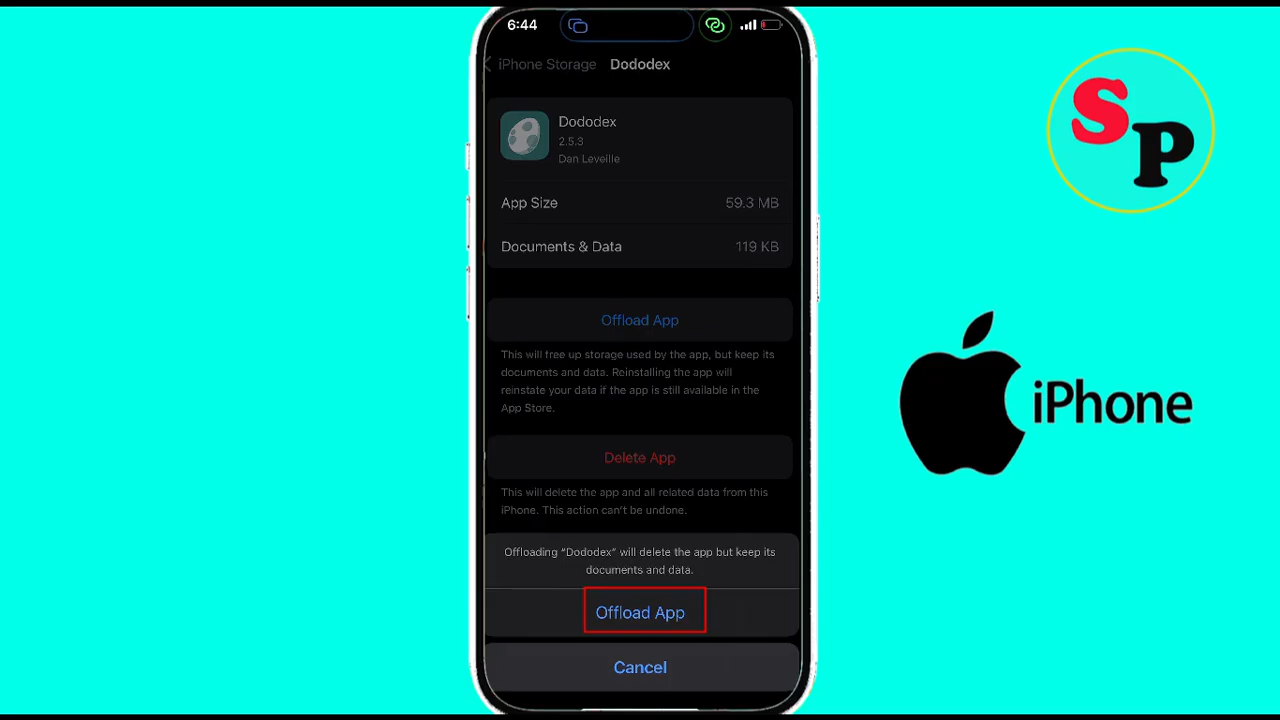 6:44
iPhone Storage Dododex
Dododex
2.5.3
Dan Leveille
App Size 59.3 MB
Documents & Data 119 KB
Offload App
This will free up storage used by the app, but keep its
documents and data. Reinstalling the app will
reinstate your data if the app is still available in the
App Store.
Delete App
This will delete the app and all related data from this
iPhone. This action can't be undone.
Offloading “Dododex” will delete the app but keep its
documents and data.
Offload App
Cancel
SP
iPhone